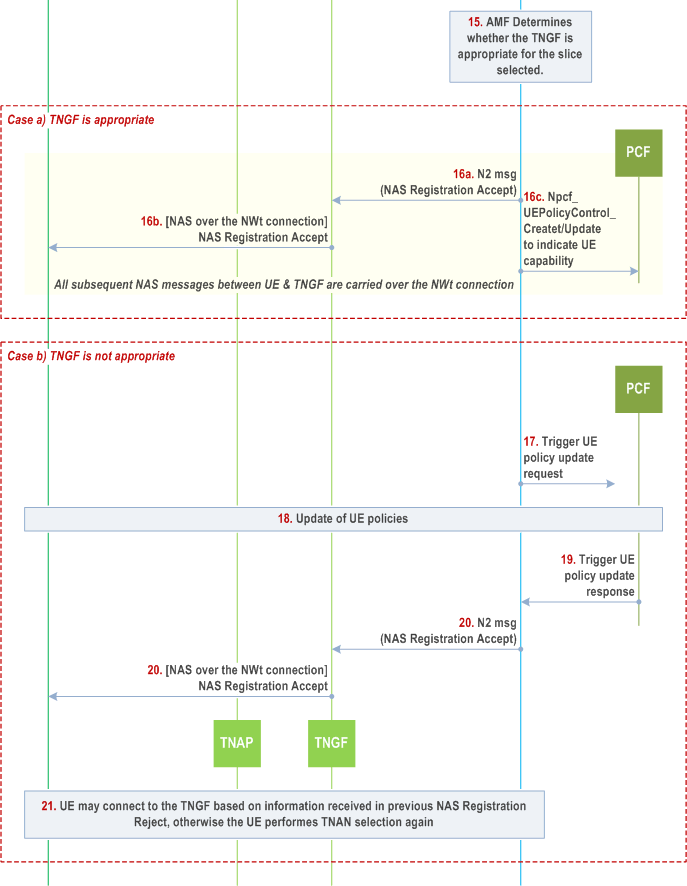 15. AMF Determines
whether the TNGF is
appropriate for the slice
selected.
Case a) TNGF is appropriate
PCF
16a. N2 msg
(NAS Registration Accept)
16c. Npcf_
UEPolicyControl_
Createt/Update
to indicate UE
capability
16b. [NAS over the NWt connection]
NAS Registration Accept
All subsequent NAS messages between UE & TNGF are carried over the NWt connection
Case b) TNGF is not appropriate
PCF
17. Trigger UE
policy update
request
18. Update of UE policies
19. Trigger UE
policy update
response
20. N2 msg
(NAS Registration Accept)
20. [NAS over the NWt connection]
NAS Registration Accept
TNAP
TNGF
21. UE may connect to the TNGF based on information received in previous NAS Registration
Reject, otherwise the UE performes TNAN selection again